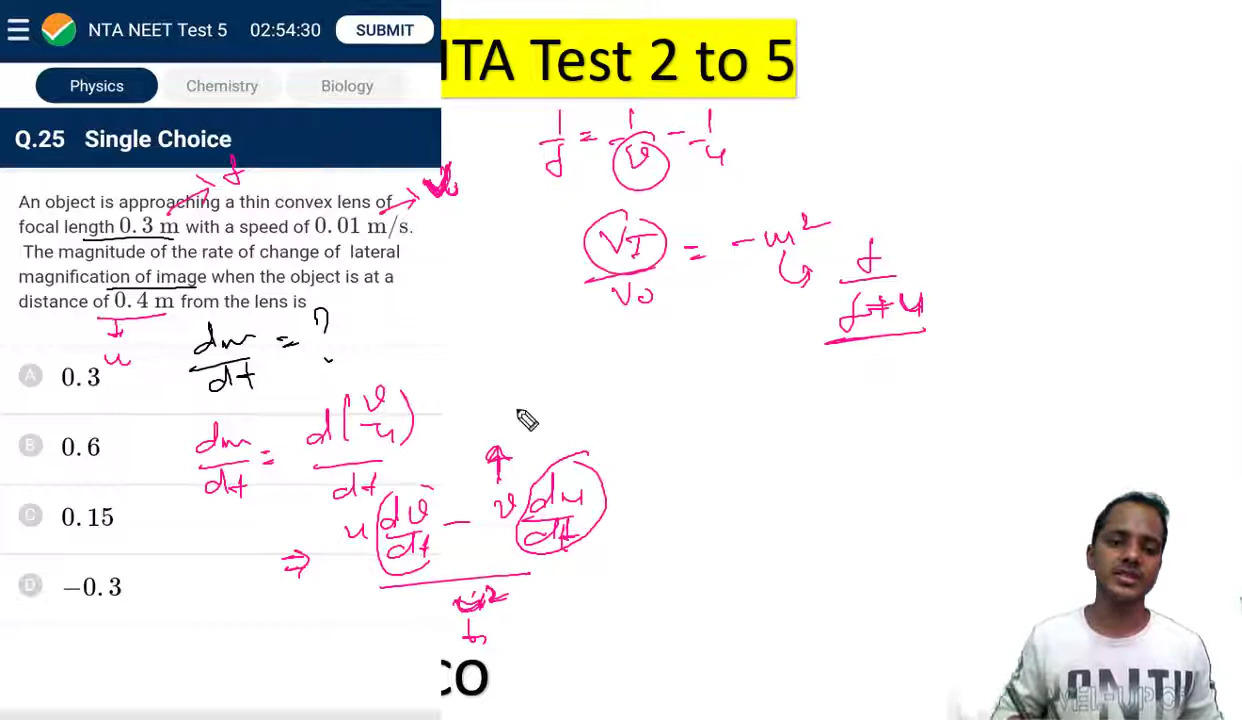 NTA NEET Test 5 02:54:30 SUBMIT
NTA Test 2 to 5
Physics Chemistry Biology
Q.25 Single Choice
An object is approaching a thin convex lens of
focal length 0.3 m with a speed of 0.01 m/s.
The magnitude of the rate of change of lateral
magnification of image when the object is at a
distance of 0.4 m from the lens is
A 0.3
B 0.6
C 0.15
D −0.3
f
V₀
u
1/f = 1/v - 1/-u
VI/V0 = -m²
f/f+u
dm/dt = ?
dm/dt = d(v/u)/dt
⇒ u dv/dt - v du/dt
u²
CO